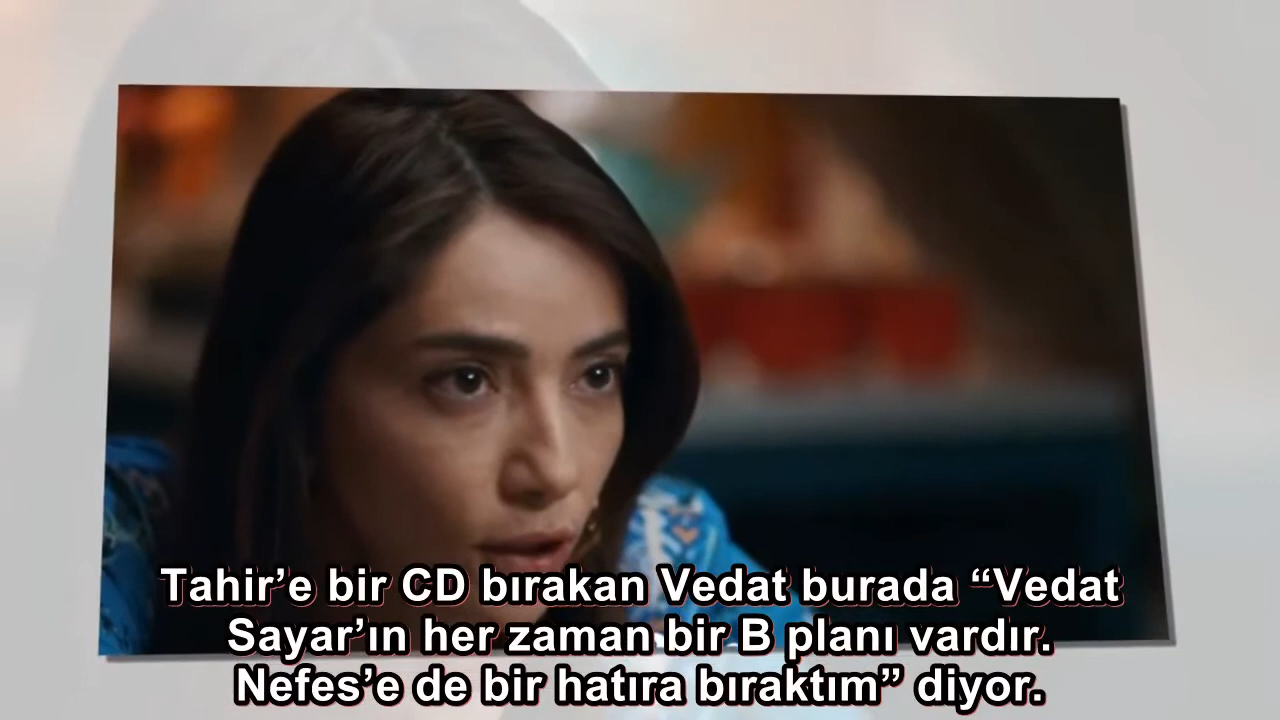 Tahir’e bir CD bırakan Vedat burada “Vedat
Sayar’ın her zaman bir B planı vardır.
Nefes’e de bir hatıra bıraktım” diyor.